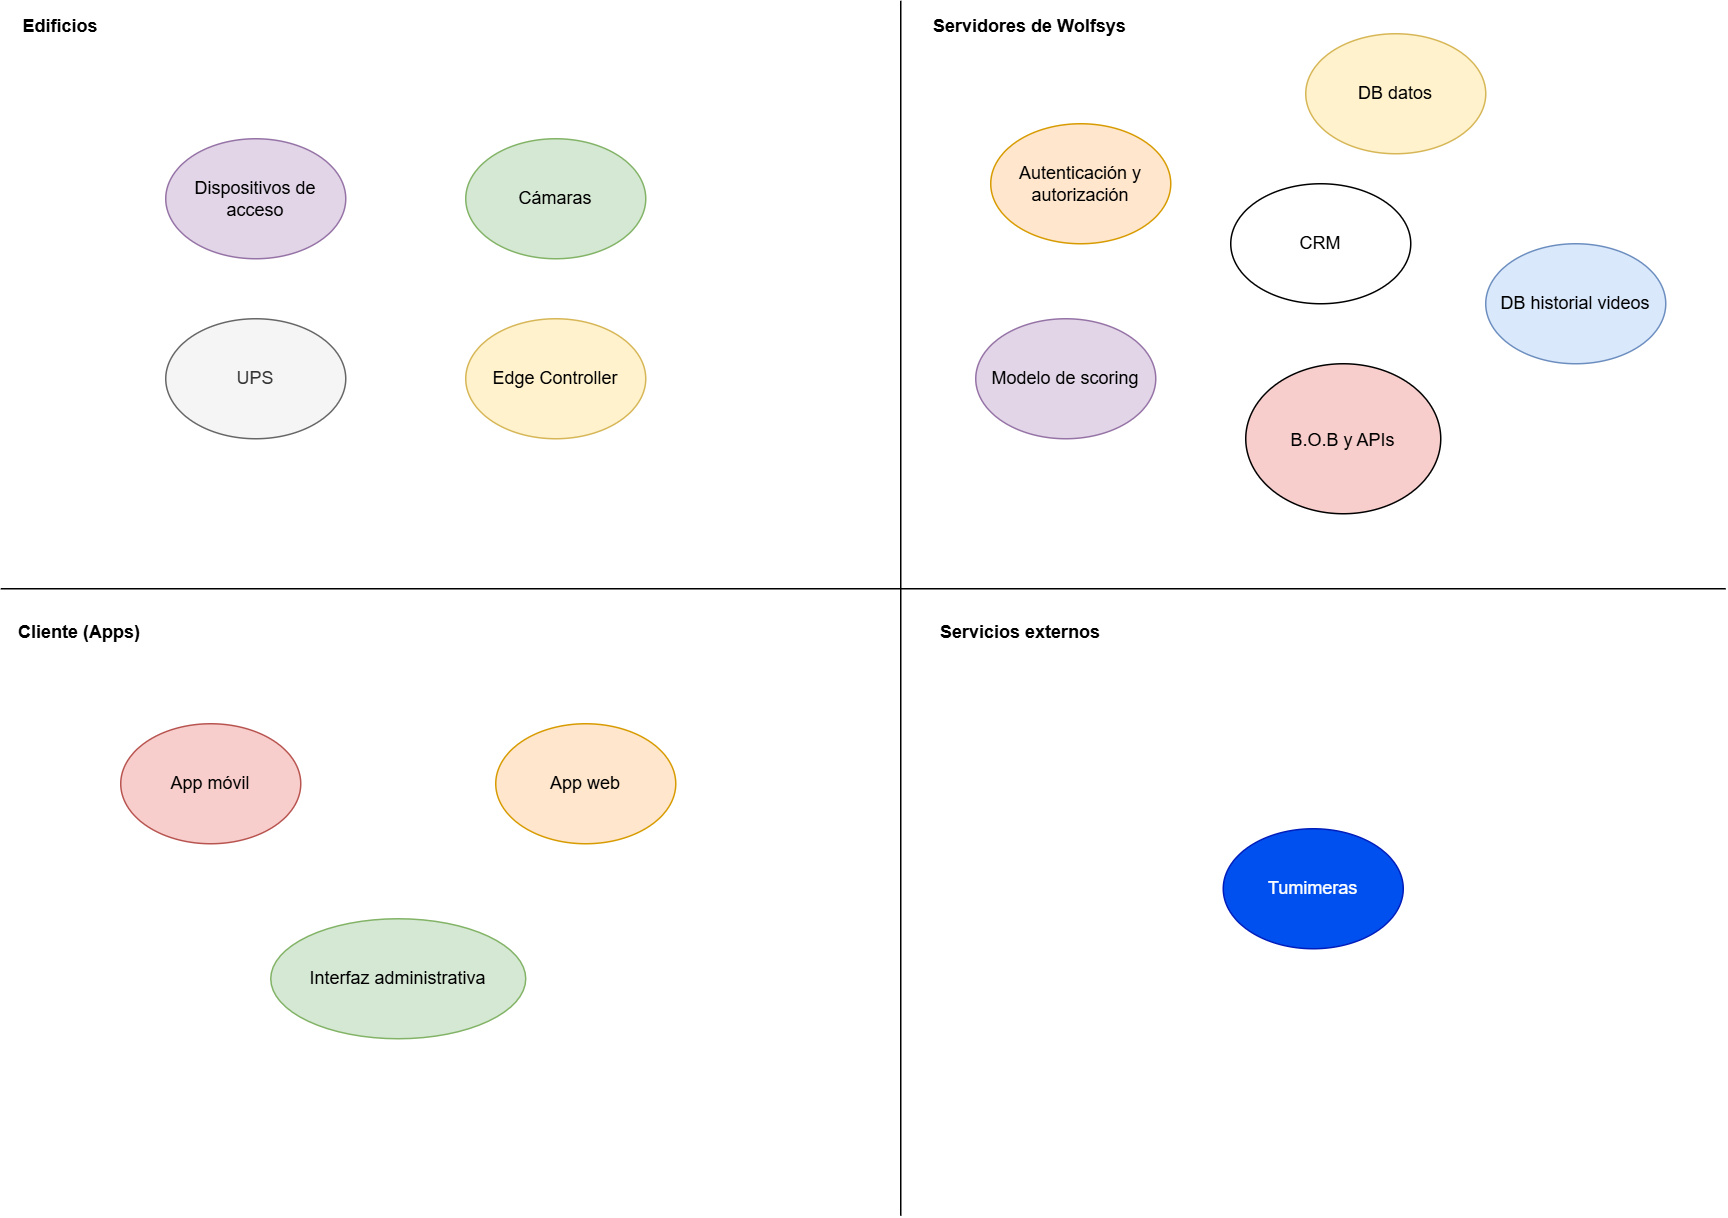 Edificios
Dispositivos de
acceso
Cámaras
UPS
Edge Controller
Servidores de Wolfsys
DB datos
Autenticación y
autorización
CRM
DB historial videos
Modelo de scoring
B.O.B y APIs
Cliente (Apps)
App móvil
App web
Interfaz administrativa
Servicios externos
Tumimeras